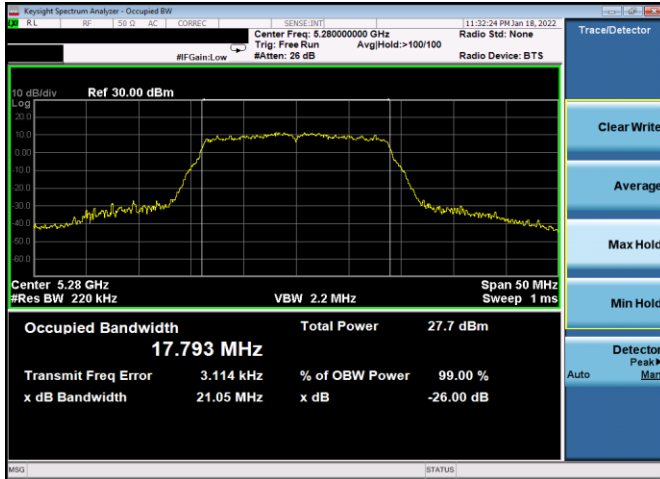 Keysight Spectrum Analyzer - Occupied BW
RL RF 50 Ω AC CORREC SENSE:INT 11:32:24 PM Jan 18, 2022
Center Freq: 5.280000000 GHz Radio Std: None
Trig: Free Run Avg|Hold:>100/100
#IFGain:Low #Atten: 26 dB Radio Device: BTS
Trace/Detector
10 dB/div Ref 30.00 dBm
Log
20.0
10.0
0.00
-10.0
-20.0
-30.0
-40.0
-50.0
-60.0
Center 5.28 GHz Span 50 MHz
#Res BW 220 kHz VBW 2.2 MHz Sweep 1 ms
Occupied Bandwidth Total Power 27.7 dBm
17.793 MHz
Transmit Freq Error 3.114 kHz % of OBW Power 99.00 %
x dB Bandwidth 21.05 MHz x dB -26.00 dB
Clear Write
Average
Max Hold
Min Hold
Detector
Peak
Auto Man
MSG STATUS